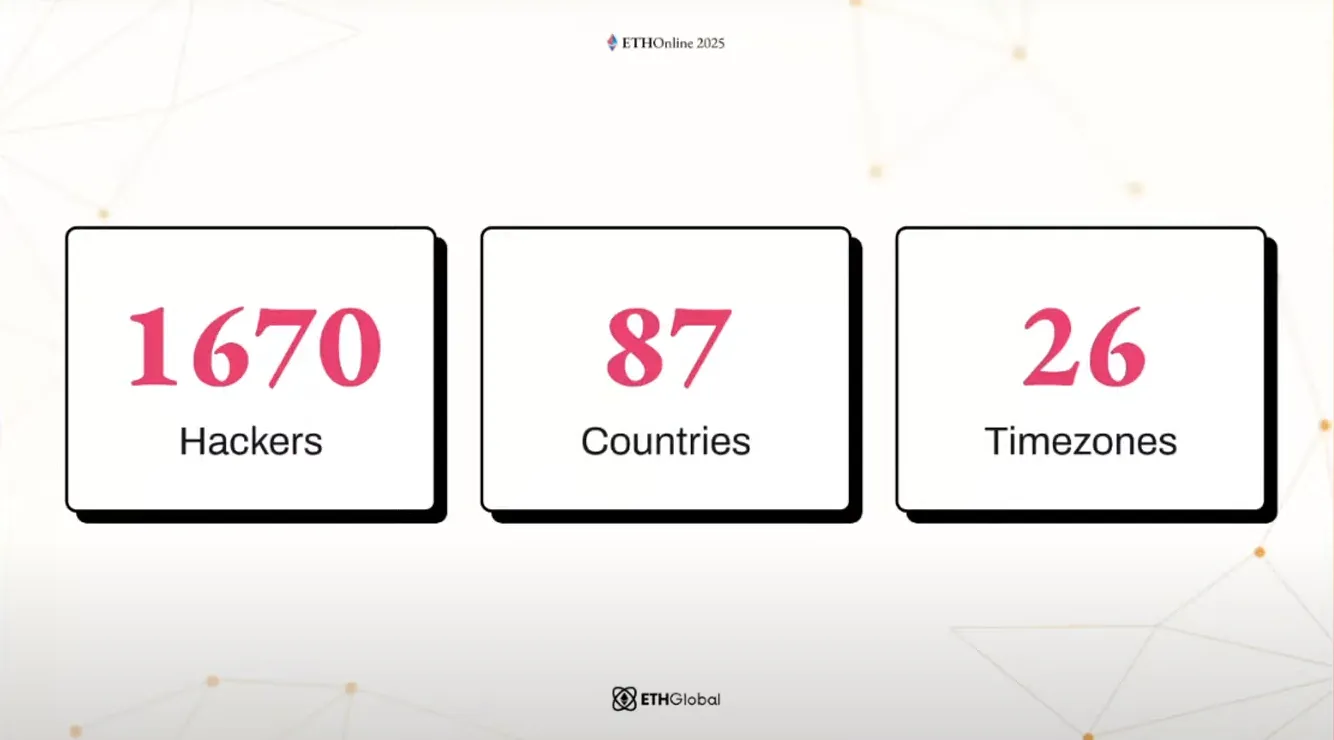 ETHOnline 2025
1670
Hackers
87
Countries
26
Timezones
ETHGlobal